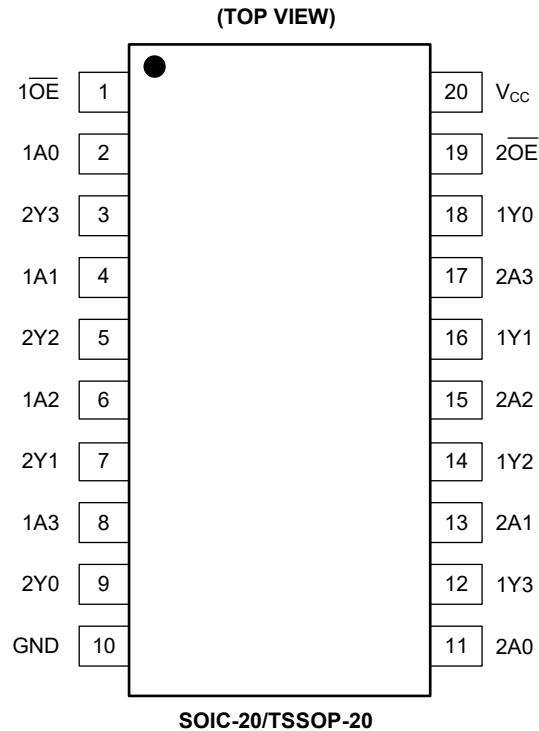 (TOP VIEW)
1O̅E̅ 1 20 VCC
1A0 2 19 2O̅E̅
2Y3 3 18 1Y0
1A1 4 17 2A3
2Y2 5 16 1Y1
1A2 6 15 2A2
2Y1 7 14 1Y2
1A3 8 13 2A1
2Y0 9 12 1Y3
GND 10 11 2A0
SOIC-20/TSSOP-20